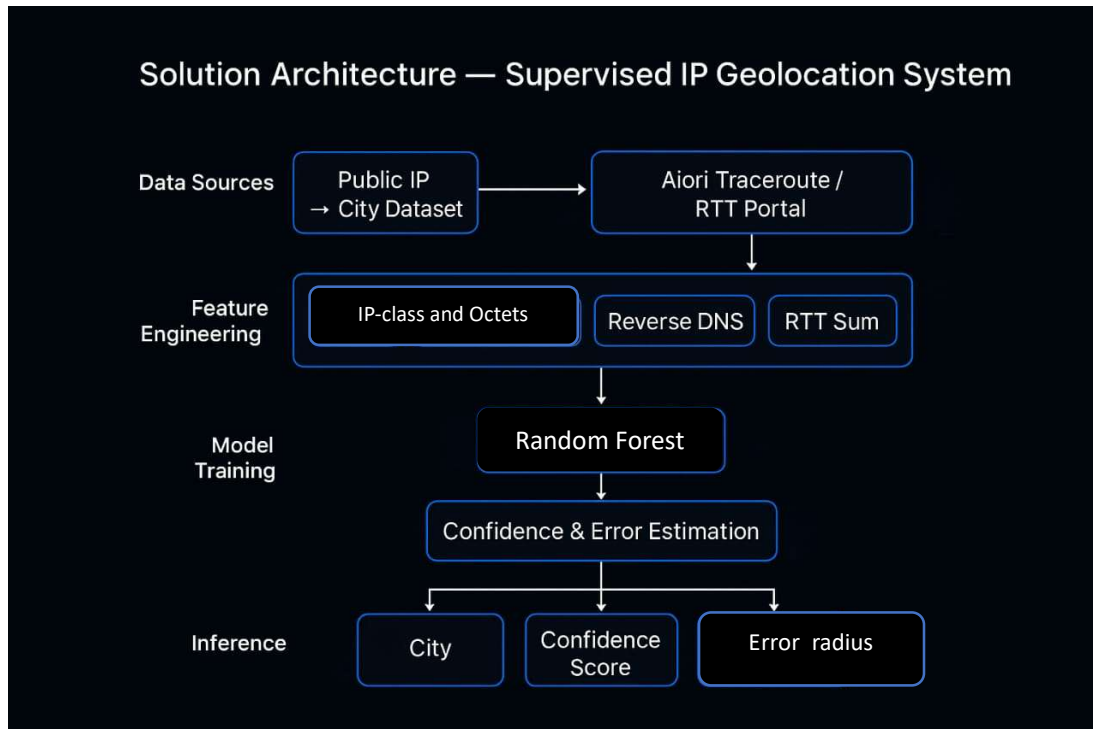 Solution Architecture — Supervised IP Geolocation System
Data Sources
Public IP
→ City Dataset
Aiori Traceroute /
RTT Portal
Feature
Engineering
IP-class and Octets
Reverse DNS
RTT Sum
Model
Training
Random Forest
Confidence & Error Estimation
Inference
City
Confidence
Score
Error radius